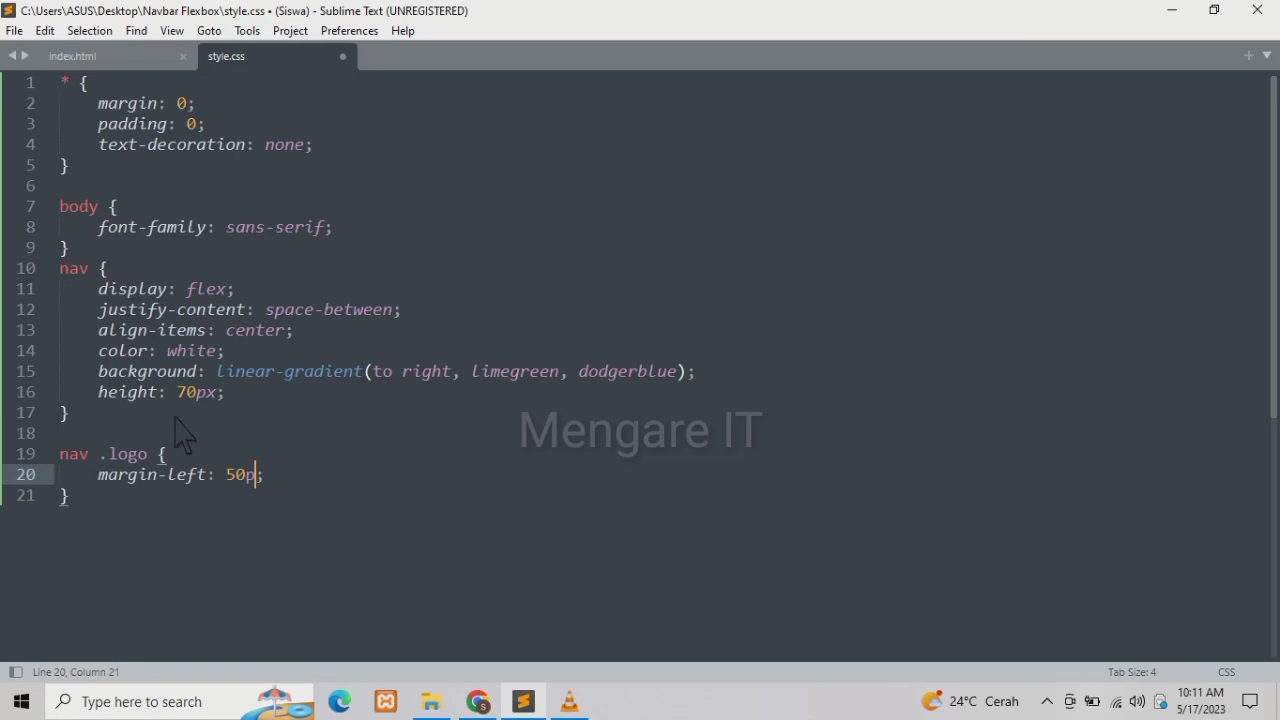 C:\Users\ASUS\Desktop\Navbar Flexbox\style.css • (Siswa) - Sublime Text (UNREGISTERED)
File Edit Selection Find View Goto Tools Project Preferences Help
index.html style.css
1 * {
2 margin: 0;
3 padding: 0;
4 text-decoration: none;
5 }
6
7 body {
8 font-family: sans-serif;
9 }
10 nav {
11 display: flex;
12 justify-content: space-between;
13 align-items: center;
14 color: white;
15 background: linear-gradient(to right, limegreen, dodgerblue);
16 height: 70px;
17 }
18
19 nav .logo {
20 margin-left: 50p;
21 }
Mengare IT
Line 20, Column 21 Tab Size: 4 CSS
Type here to search 24°C Cerah 10:11 AM
5/17/2023